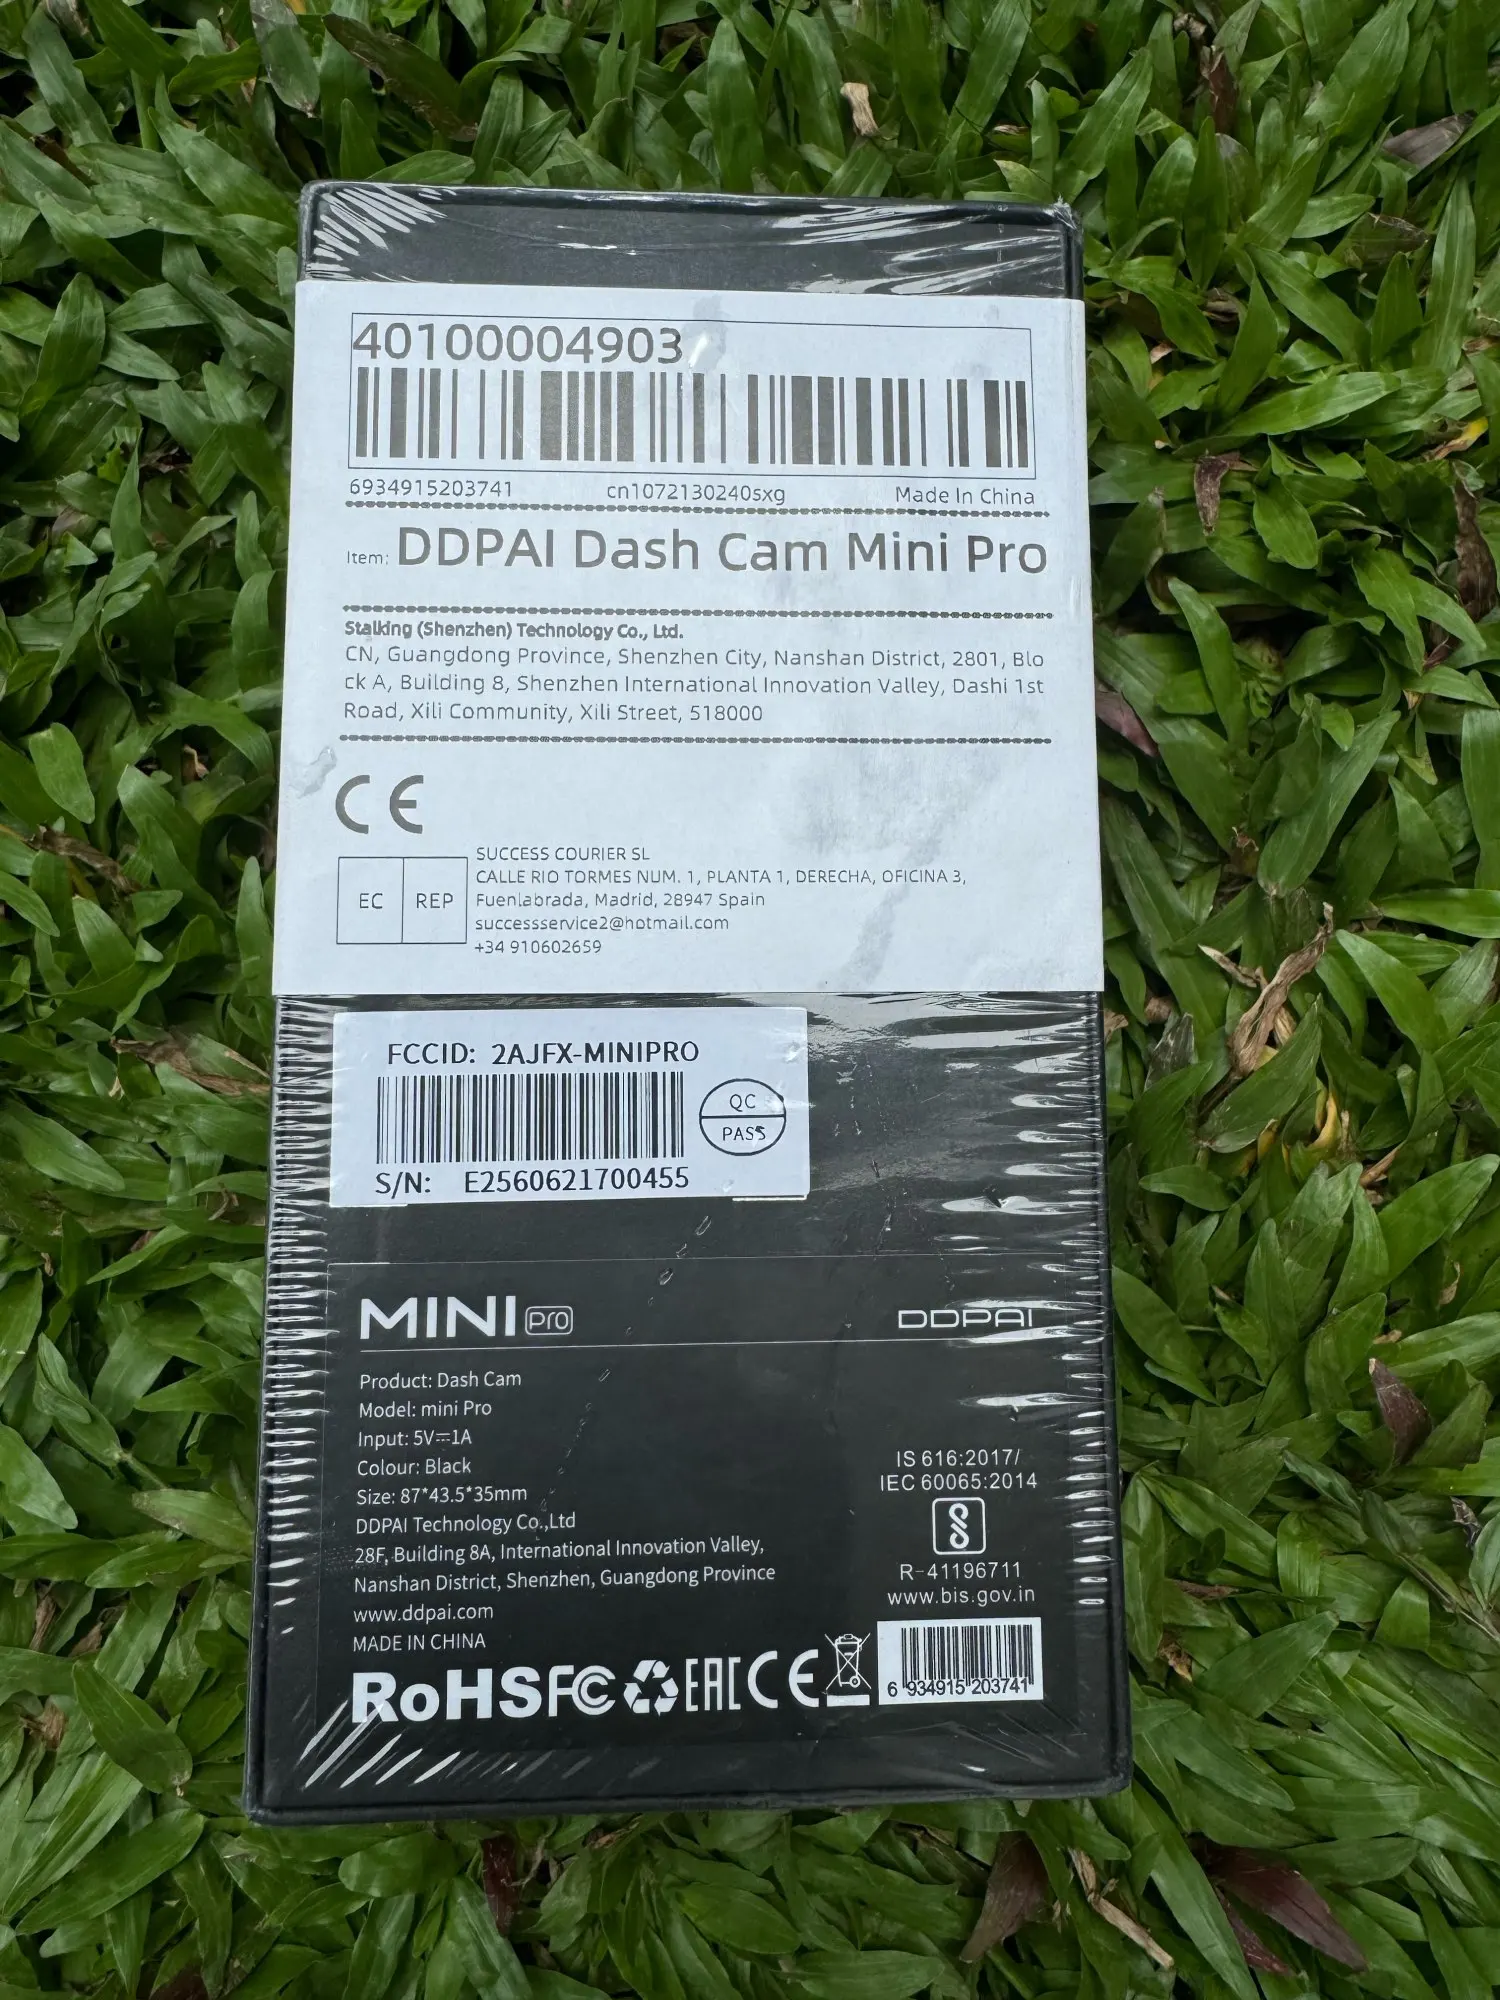 40100004903
6934915203741 cn1072130240sxg Made In China
Item: DDPAI Dash Cam Mini Pro
Stalking (Shenzhen) Technology Co., Ltd.
CN, Guangdong Province, Shenzhen City, Nanshan District, 2801, Blo
ck A, Building 8, Shenzhen International Innovation Valley, Dashi 1st
Road, Xili Community, Xili Street, 518000
CE
EC REP
SUCCESS COURIER SL
CALLE RIO TORMES NUM. 1, PLANTA 1, DERECHA, OFICINA 3,
Fuenlabrada, Madrid, 28947 Spain
successservice2@hotmail.com
+34 910602659
FCCID: 2AJFX-MINIPRO
QC
PASS
S/N: E2560621700455
MINI Pro DDPAI
Product: Dash Cam
Model: mini Pro
Input: 5V⎓1A
Colour: Black
Size: 87*43.5*35mm
DDPAI Technology Co.,Ltd
28F, Building 8A, International Innovation Valley,
Nanshan District, Shenzhen, Guangdong Province
www.ddpai.com
MADE IN CHINA
IS 616:2017/
IEC 60065:2014
R-41196711
www.bis.gov.in
RoHS FC EAC CE
6 934915 203741